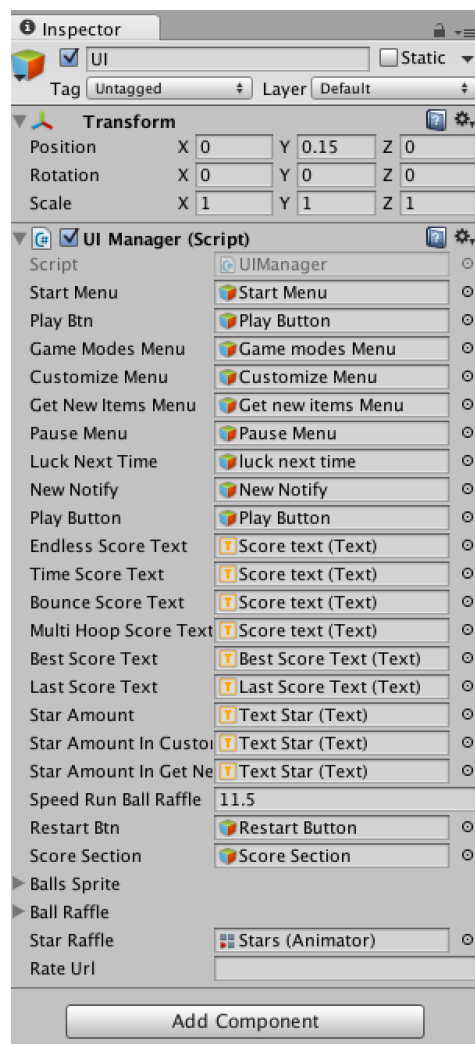 Inspector
UI Static
Tag Untagged Layer Default
Transform
Position X 0 Y 0.15 Z 0
Rotation X 0 Y 0 Z 0
Scale X 1 Y 1 Z 1
UI Manager (Script)
Script UIManager
Start Menu Start Menu
Play Btn Play Button
Game Modes Menu Game modes Menu
Customize Menu Customize Menu
Get New Items Menu Get new items Menu
Pause Menu Pause Menu
Luck Next Time luck next time
New Notify New Notify
Play Button Play Button
Endless Score Text Score text (Text)
Time Score Text Score text (Text)
Bounce Score Text Score text (Text)
Multi Hoop Score Text Score text (Text)
Best Score Text Best Score Text (Text)
Last Score Text Last Score Text (Text)
Star Amount Text Star (Text)
Star Amount In Custo Text Star (Text)
Star Amount In Get Ne Text Star (Text)
Speed Run Ball Raffle 11.5
Restart Btn Restart Button
Score Section Score Section
Balls Sprite
Ball Raffle
Star Raffle Stars (Animator)
Rate Url
Add Component